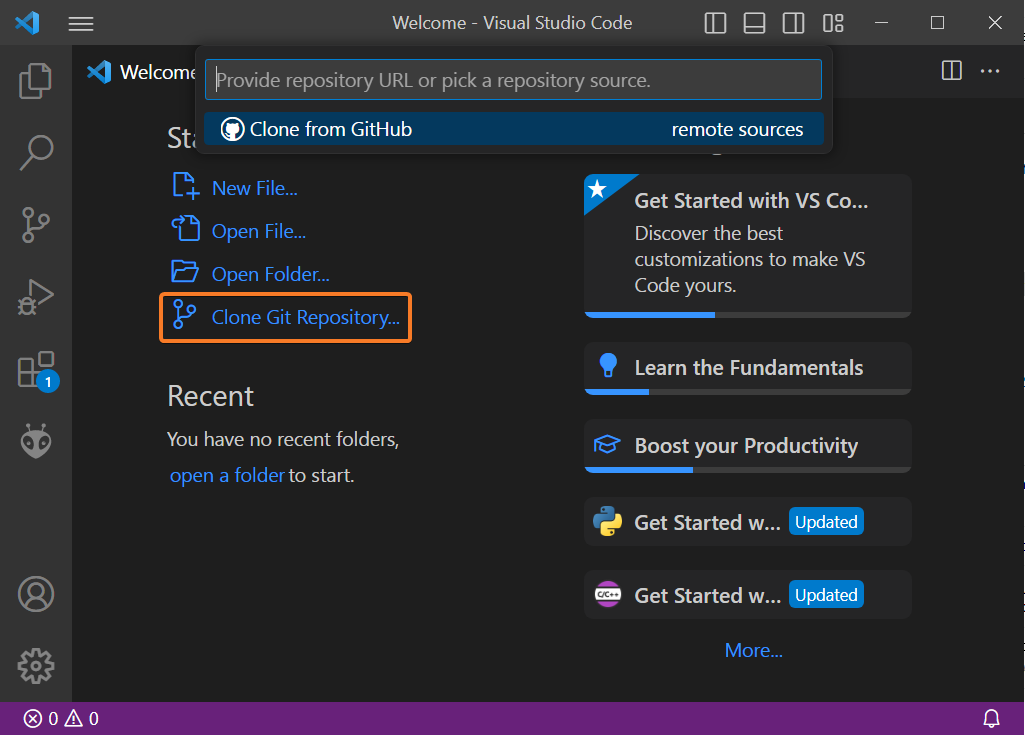 Welcome - Visual Studio Code
Welcome
Provide repository URL or pick a repository source.
Clone from GitHub remote sources
New File...
Open File...
Open Folder...
Clone Git Repository...
Recent
You have no recent folders,
open a folder to start.
Get Started with VS Co...
Discover the best
customizations to make VS
Code yours.
Learn the Fundamentals
Boost your Productivity
Get Started w... Updated
C/C++
Get Started w... Updated
More...
1
0 0